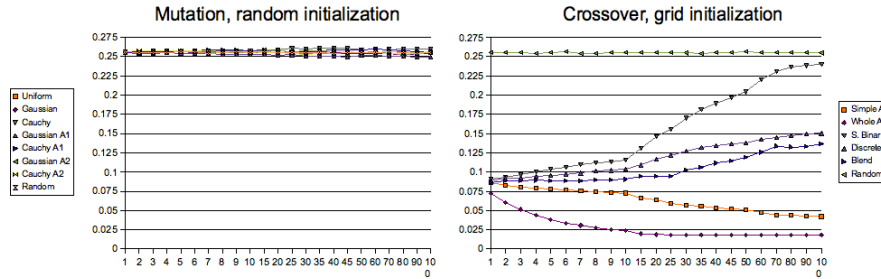 Mutation, random initialization
0.275
0.25
0.225
0.2
0.175
0.15
0.125
0.1
0.075
0.05
0.025
0
1 2 3 4 5 6 7 8 9 10 15 20 25 30 35 40 45 50 60 70 80 90 10
0
Uniform
Gaussian
Cauchy
Gaussian A1
Cauchy A1
Gaussian A2
Cauchy A2
Random
Crossover, grid initialization
0.275
0.25
0.225
0.2
0.175
0.15
0.125
0.1
0.075
0.05
0.025
0
1 2 3 4 5 6 7 8 9 10 15 20 25 30 35 40 45 50 60 70 80 90 10
0
Simple A
Whole A
S. Binar
Discrete
Blend
Random